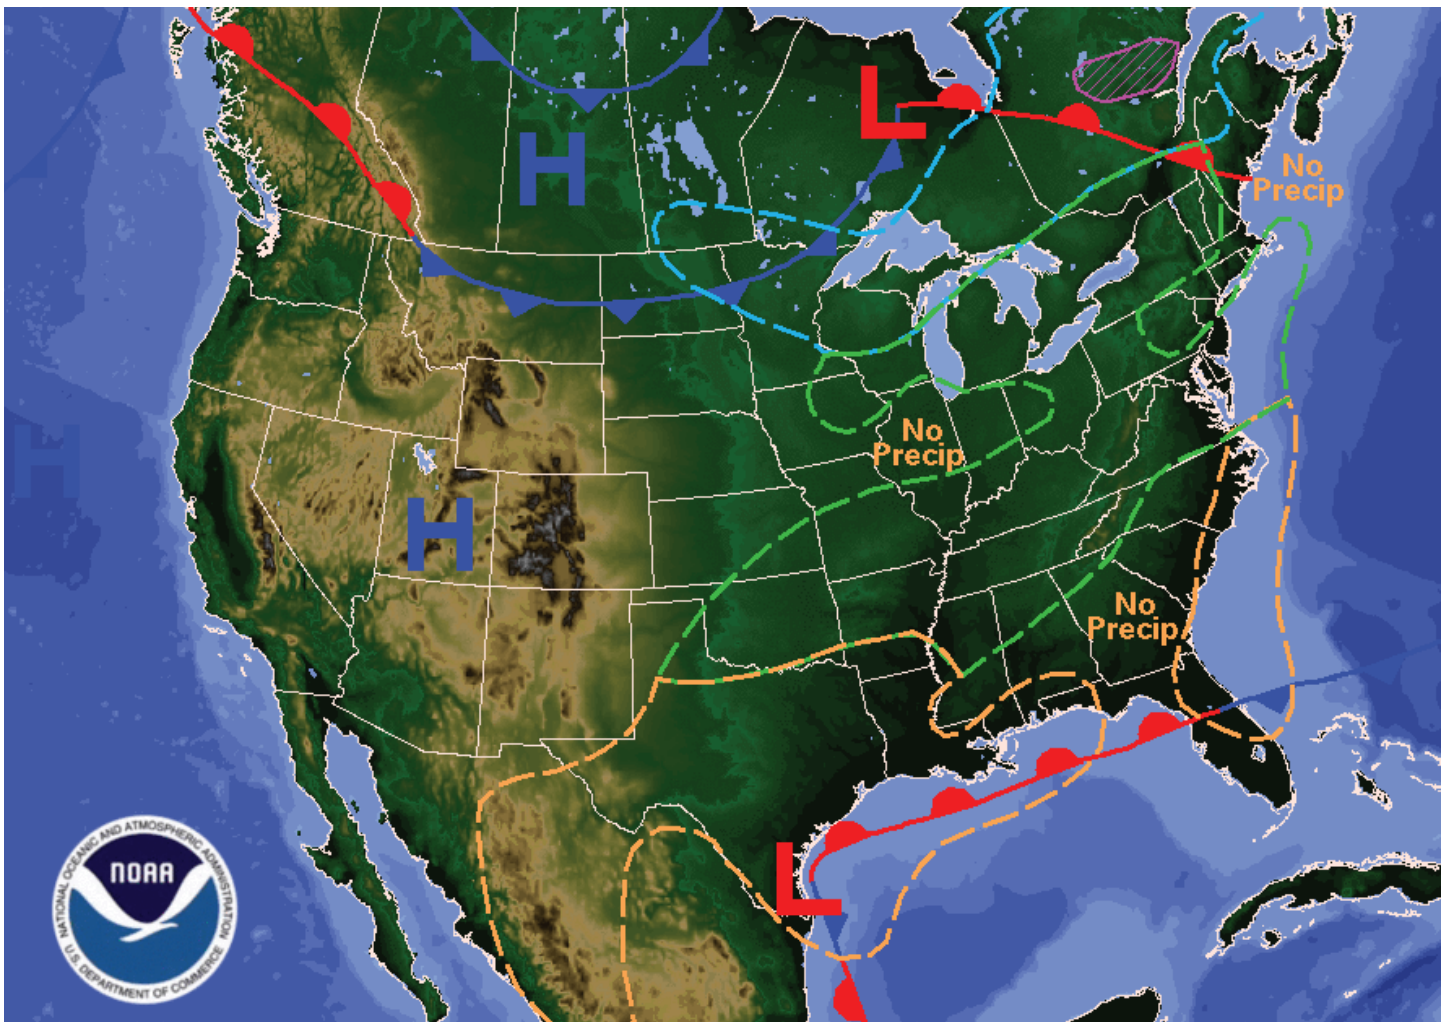 L
H
No
Precip
No
Precip
H
H
No
Precip
L
NATIONAL OCEANIC AND ATMOSPHERIC ADMINISTRATION
NOAA
U.S. DEPARTMENT OF COMMERCE